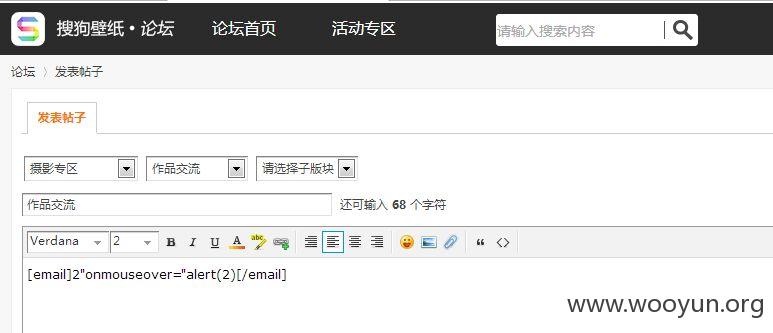 搜狗壁纸·论坛 论坛首页 活动专区 请输入搜索内容
论坛 〉发表帖子
发表帖子
摄影专区 作品交流 请选择子版块
作品交流 还可输入 68 个字符
Verdana 2 B I U A abc
[email]2"onmouseover="alert(2)[/email]
www.wooyun.org